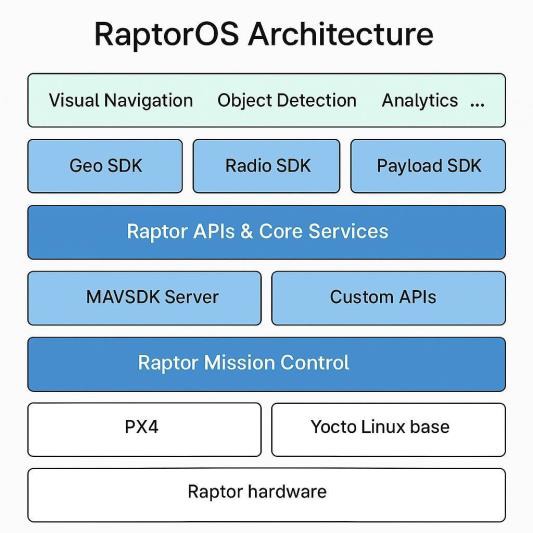 RaptorOS Architecture
Visual Navigation Object Detection Analytics ...
Geo SDK Radio SDK Payload SDK
Raptor APIs & Core Services
MAVSDK Server Custom APIs
Raptor Mission Control
PX4 Yocto Linux base
Raptor hardware